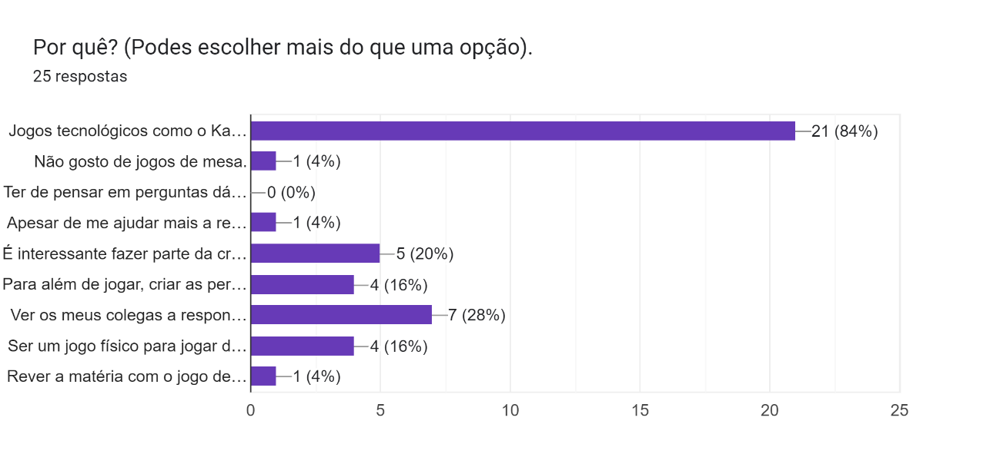 Por quê? (Podes escolher mais do que uma opção).
25 respostas
Jogos tecnológicos como o Ka… 21 (84%)
Não gosto de jogos de mesa. 1 (4%)
Ter de pensar em perguntas dá… 0 (0%)
Apesar de me ajudar mais a re… 1 (4%)
É interessante fazer parte da cr… 5 (20%)
Para além de jogar, criar as per… 4 (16%)
Ver os meus colegas a respon… 7 (28%)
Ser um jogo físico para jogar d… 4 (16%)
Rever a matéria com o jogo de… 1 (4%)
0 5 10 15 20 25